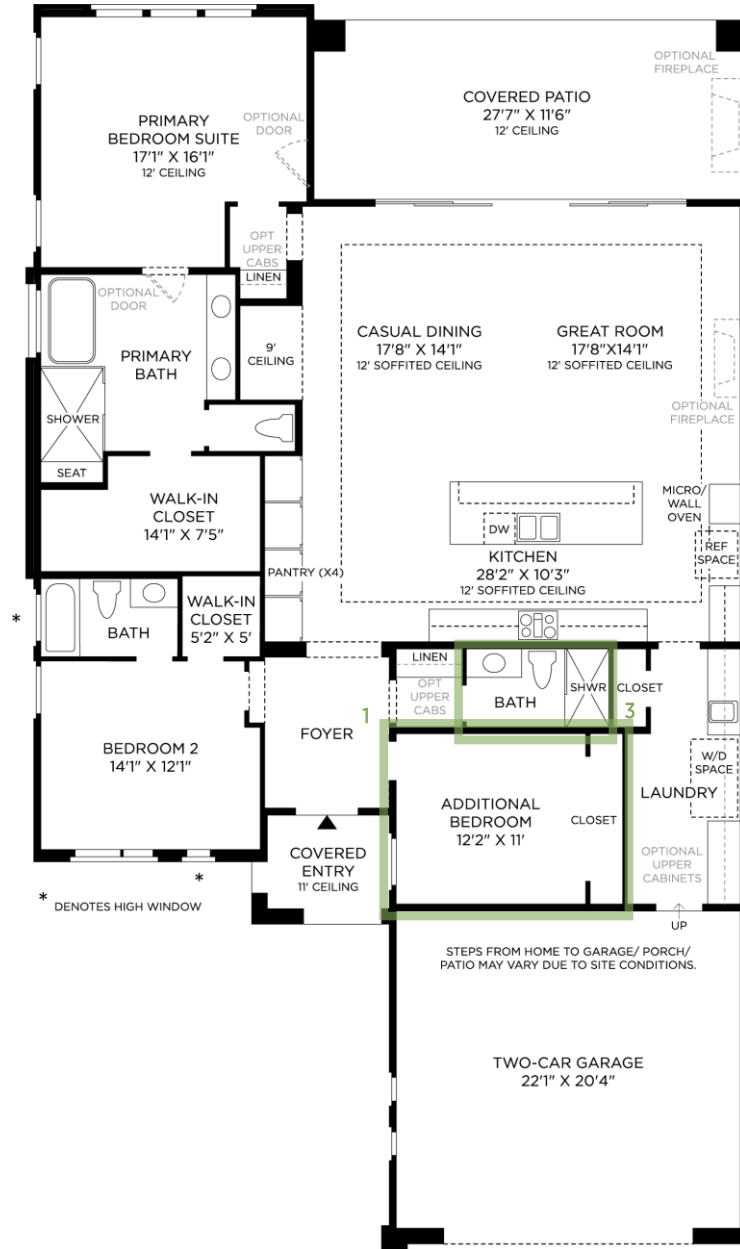 OPTIONAL
FIREPLACE
COVERED PATIO
27'7" X 11'6"
12' CEILING
PRIMARY
BEDROOM SUITE
17'1" X 16'1"
12' CEILING
OPTIONAL
DOOR
OPT
UPPER
CABS
LINEN
OPTIONAL
DOOR
PRIMARY
BATH
9'
CEILING
CASUAL DINING
17'8" X 14'1"
12' SOFFITED CEILING
GREAT ROOM
17'8"X14'1"
12' SOFFITED CEILING
OPTIONAL
FIREPLACE
SHOWER
SEAT
WALK-IN
CLOSET
14'1" X 7'5"
MICRO/
WALL
OVEN
DW
REF
SPACE
KITCHEN
28'2" X 10'3"
12' SOFFITED CEILING
PANTRY (X4)
*
BATH
WALK-IN
CLOSET
5'2" X 5'
LINEN
OPT
UPPER
CABS
BATH
SHWR
CLOSET
1
3
FOYER
BEDROOM 2
14'1" X 12'1"
W/D
SPACE
LAUNDRY
ADDITIONAL
BEDROOM
12'2" X 11'
CLOSET
OPTIONAL
UPPER
CABINETS
COVERED
ENTRY
11' CEILING
*
* DENOTES HIGH WINDOW
UP
STEPS FROM HOME TO GARAGE/ PORCH/
PATIO MAY VARY DUE TO SITE CONDITIONS.
TWO-CAR GARAGE
22'1" X 20'4"